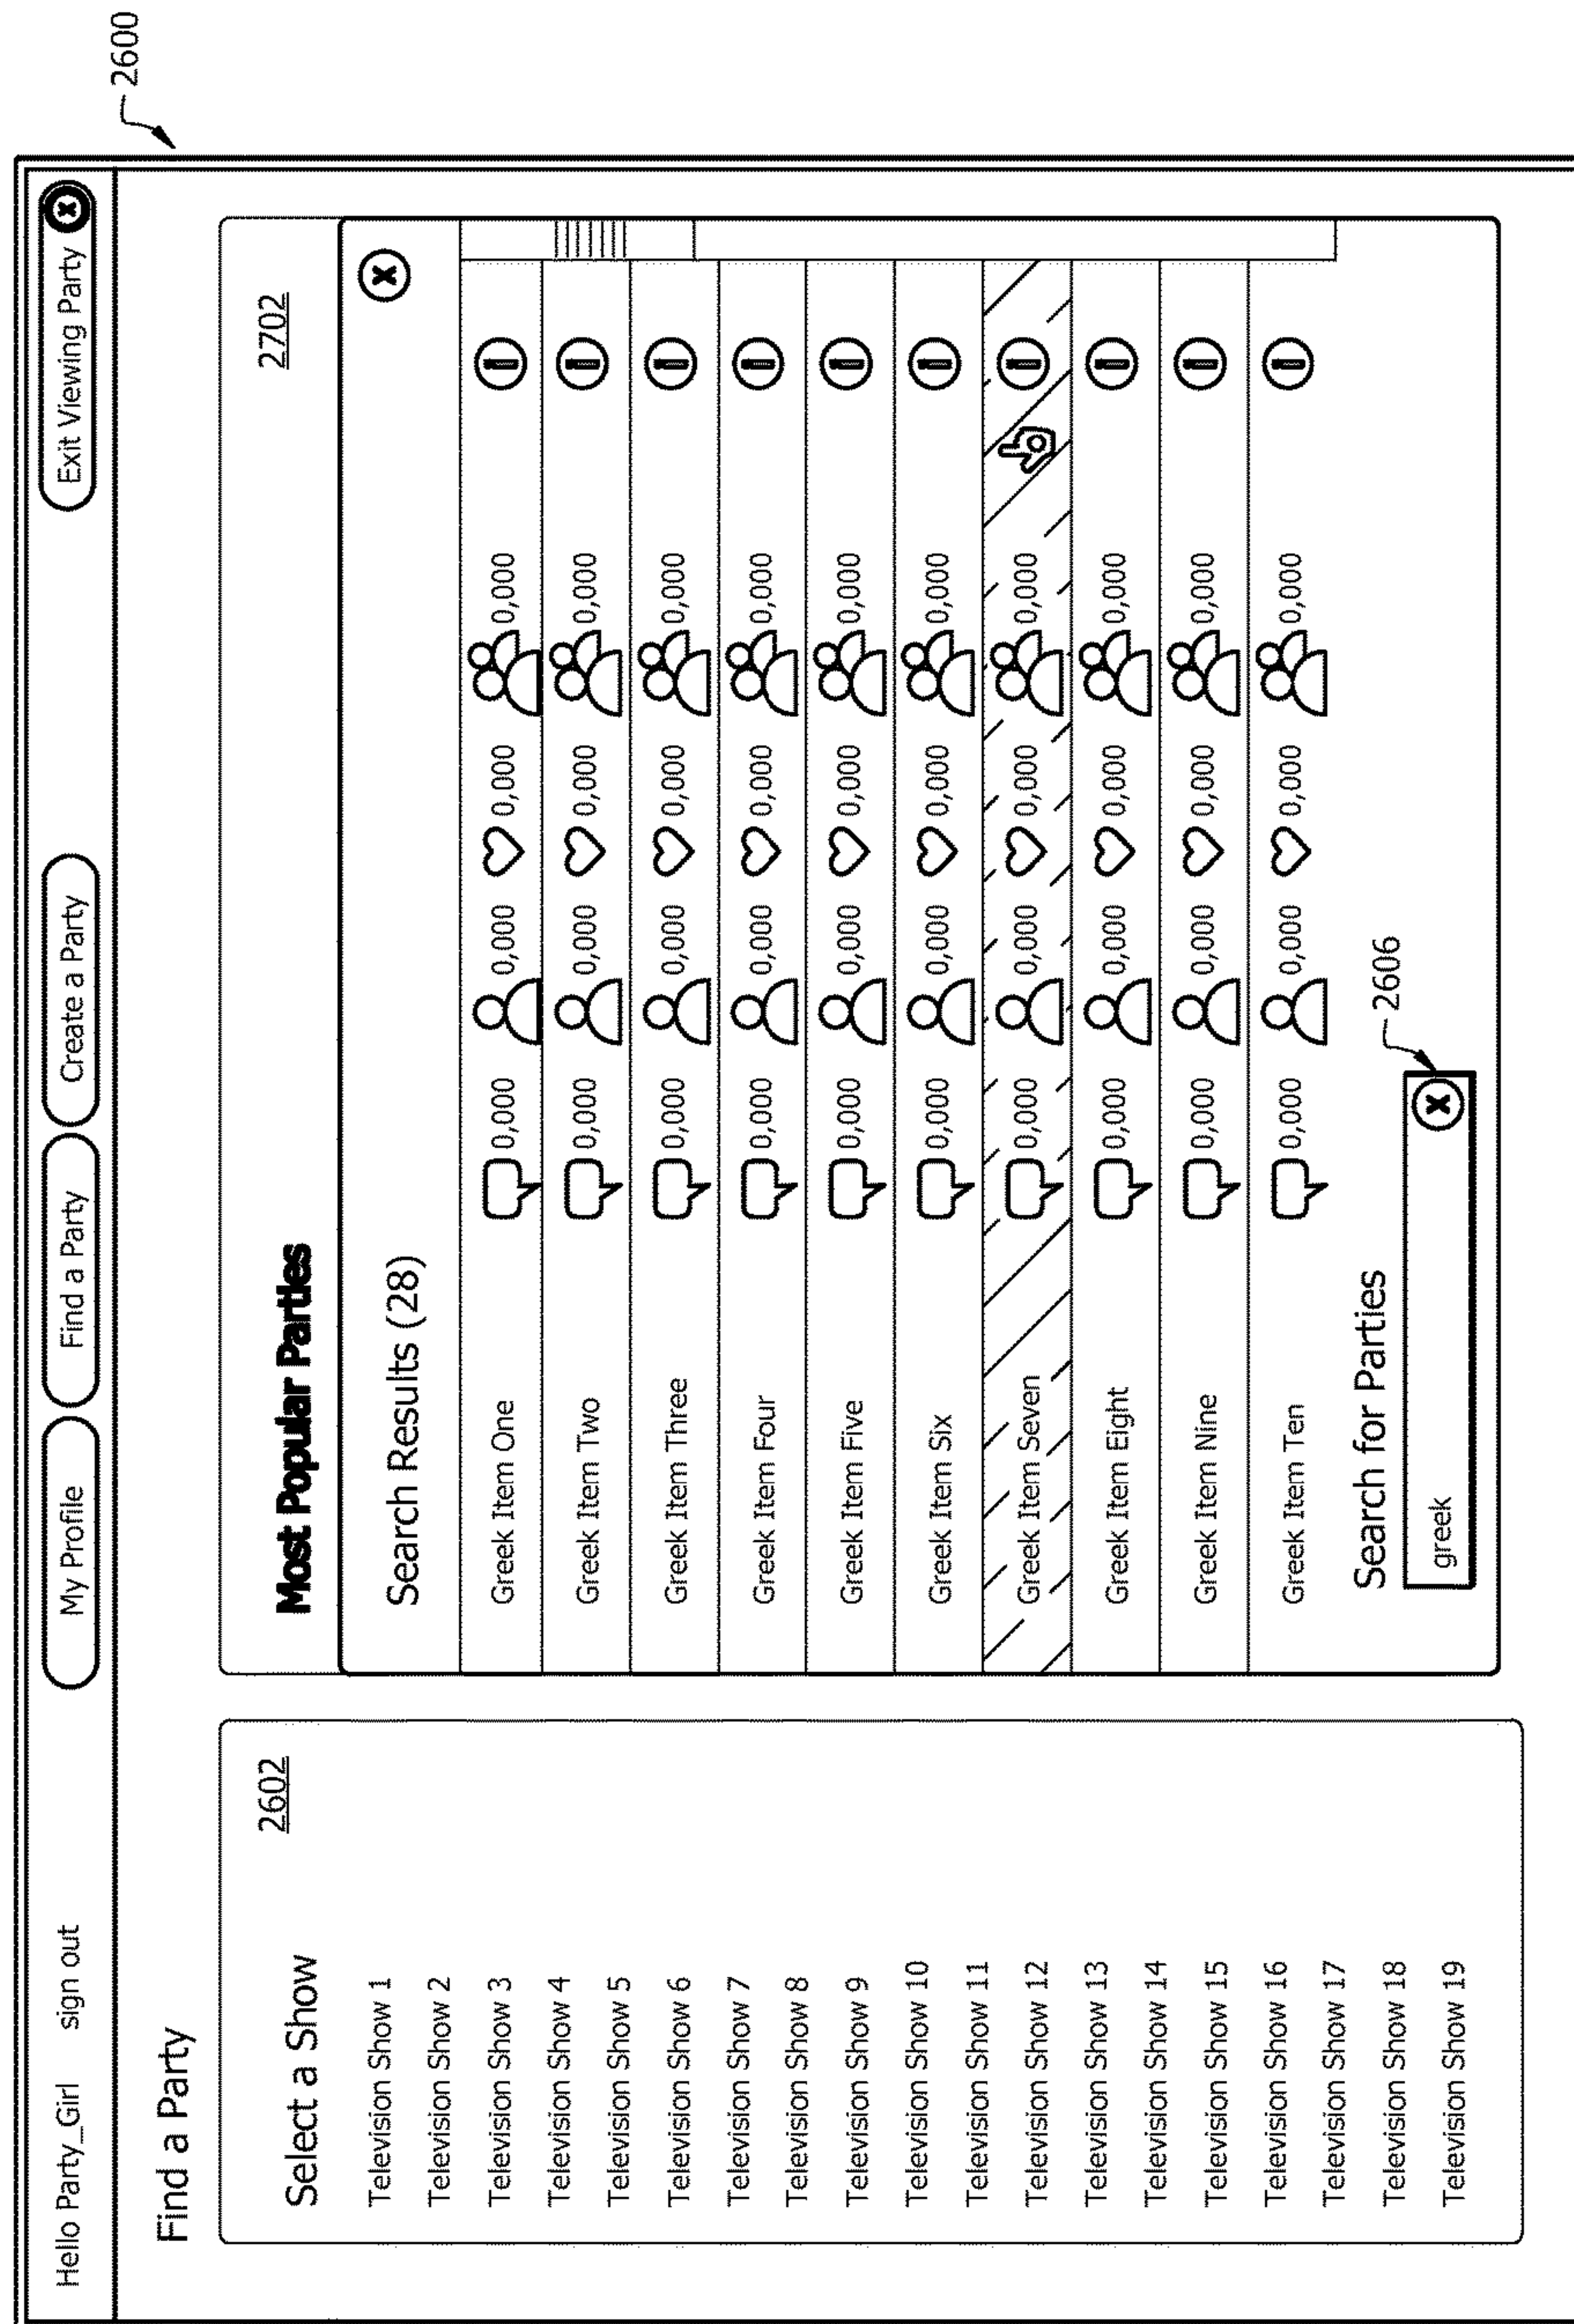 2600
Hello Party_Girl sign out My Profile Find a Party Create a Party Exit Viewing Party x
Find a Party
2602
Select a Show
Television Show 1
Television Show 2
Television Show 3
Television Show 4
Television Show 5
Television Show 6
Television Show 7
Television Show 8
Television Show 9
Television Show 10
Television Show 11
Television Show 12
Television Show 13
Television Show 14
Television Show 15
Television Show 16
Television Show 17
Television Show 18
Television Show 19
2702
Most Popular Parties
Search Results (28) x
Greek Item One 0,000 0,000 0,000 0,000 i
Greek Item Two 0,000 0,000 0,000 0,000 i
Greek Item Three 0,000 0,000 0,000 0,000 i
Greek Item Four 0,000 0,000 0,000 0,000 i
Greek Item Five 0,000 0,000 0,000 0,000 i
Greek Item Six 0,000 0,000 0,000 0,000 i
Greek Item Seven 0,000 0,000 0,000 0,000 i
Greek Item Eight 0,000 0,000 0,000 0,000 i
Greek Item Nine 0,000 0,000 0,000 0,000 i
Greek Item Ten 0,000 0,000 0,000 0,000 i
Search for Parties
2606
greek x